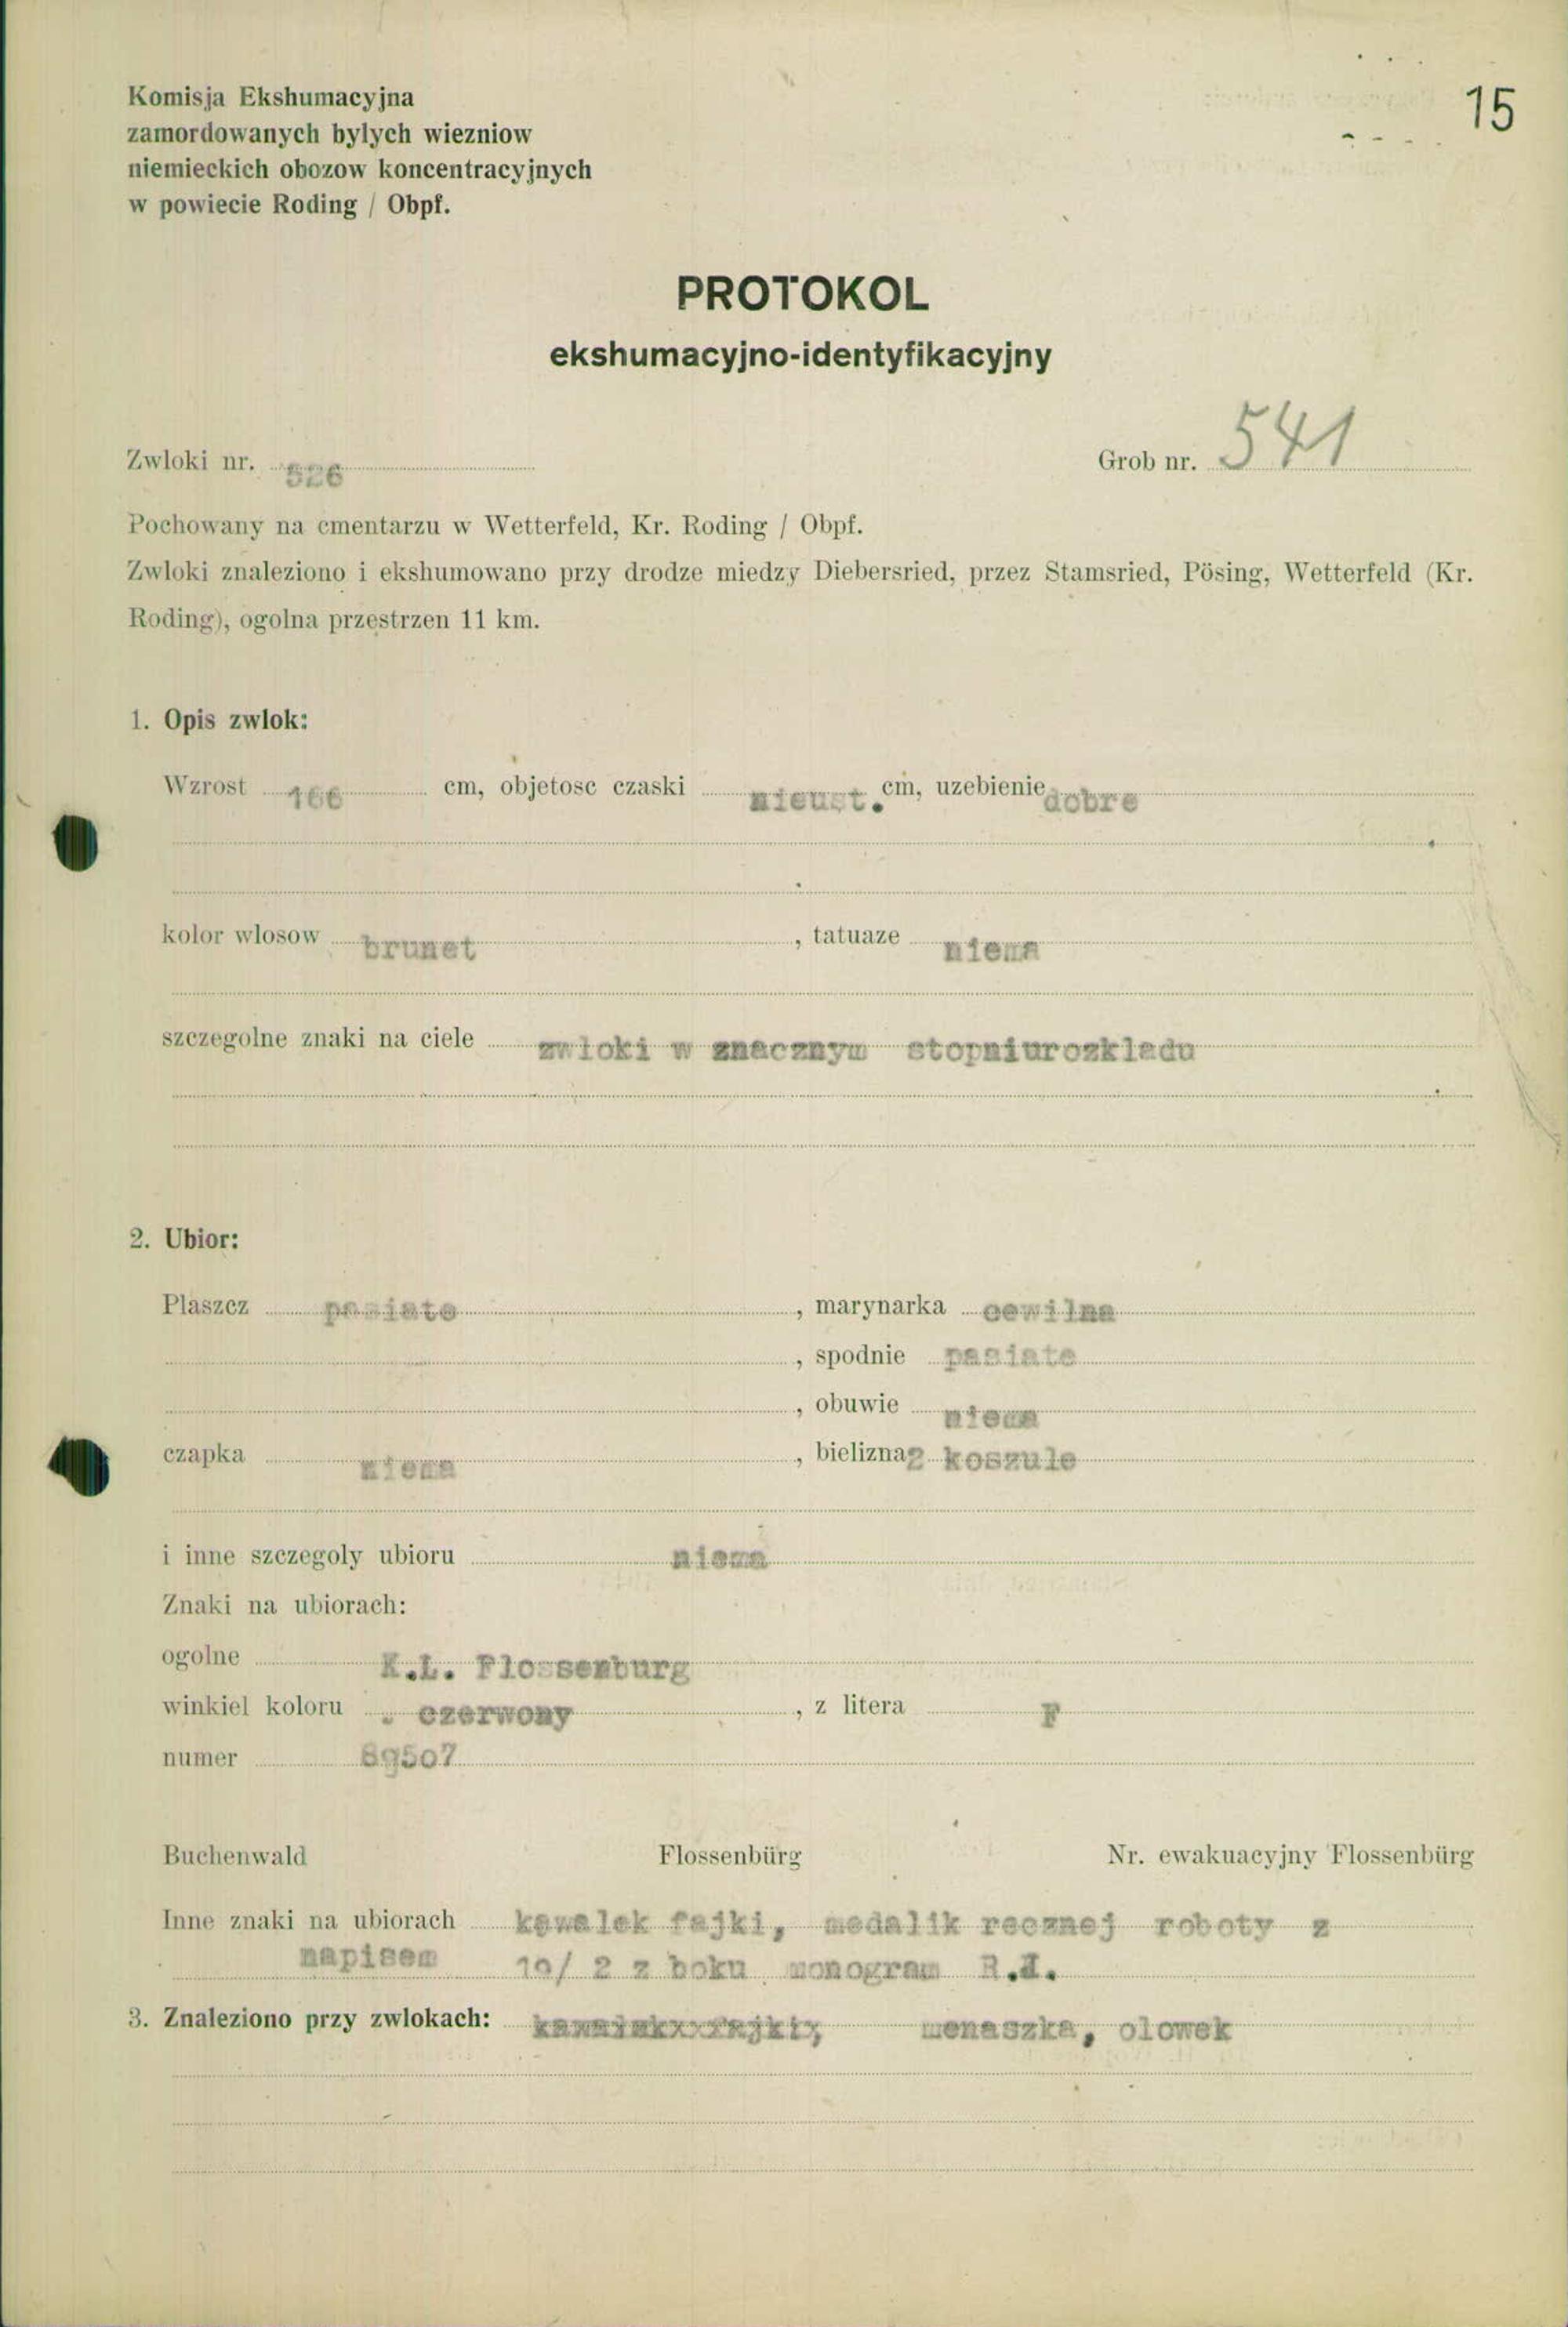 15
Komisja Ekshumacyjna
zamordowanych bylych wiezniow
niemieckich obozow koncentracyjnych
w powiecie Roding / Obpf.
PROTOKOL
ekshumacyjno-identyfikacyjny
Zwloki nr. 526 Grob nr. 541
Pochowany na cmentarzu w Wetterfeld, Kr. Roding / Obpf.
Zwloki znaleziono i ekshumowano przy drodze miedzy Diebersried, przez Stamsried, Pösing, Wetterfeld (Kr.
Roding), ogolna przestrzen 11 km.
1. Opis zwlok:
Wzrost 166 cm, objetosc czaski nieust. cm, uzebienie dobre
kolor wlosow brunet , tatuaze niema
szczegolne znaki na ciele zwloki w znacznym stopniurozkladu
2. Ubior:
Plaszcz pasiate , marynarka cewilna
, spodnie pasiate
, obuwie niema
czapka niema , bielizna 2 koszule
i inne szczegoly ubioru niema
Znaki na ubiorach:
ogolne K.L. Flossenburg
winkiel koloru . czerwony , z litera F
numer 89507
Buchenwald Flossenbürg Nr. ewakuacyjny Flossenbürg
Inne znaki na ubiorach kawalek fajki, medalik recznej roboty z
napisem 10/ 2 z boku monogram
3. Znaleziono przy zwlokach: menaszka, olowek